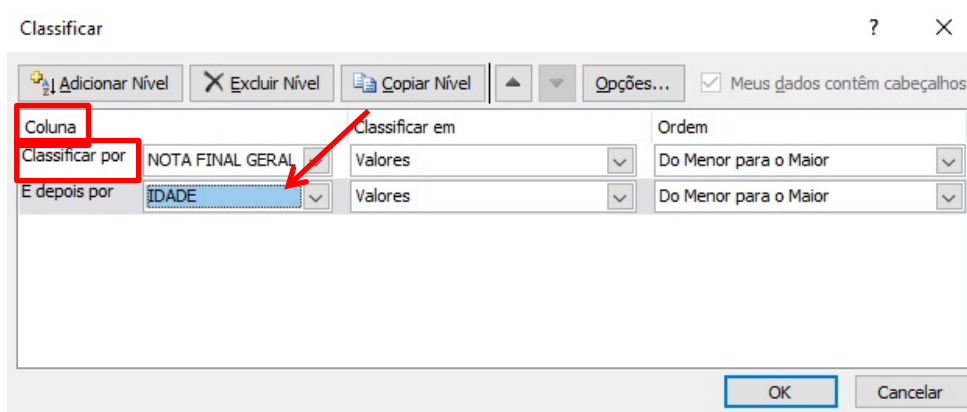 Classificar ?
Adicionar Nível Excluir Nível Copiar Nível Opções... Meus dados contêm cabeçalhos
Coluna Classificar em Ordem
Classificar por NOTA FINAL GERAL Valores Do Menor para o Maior
E depois por IDADE Valores Do Menor para o Maior
OK Cancelar